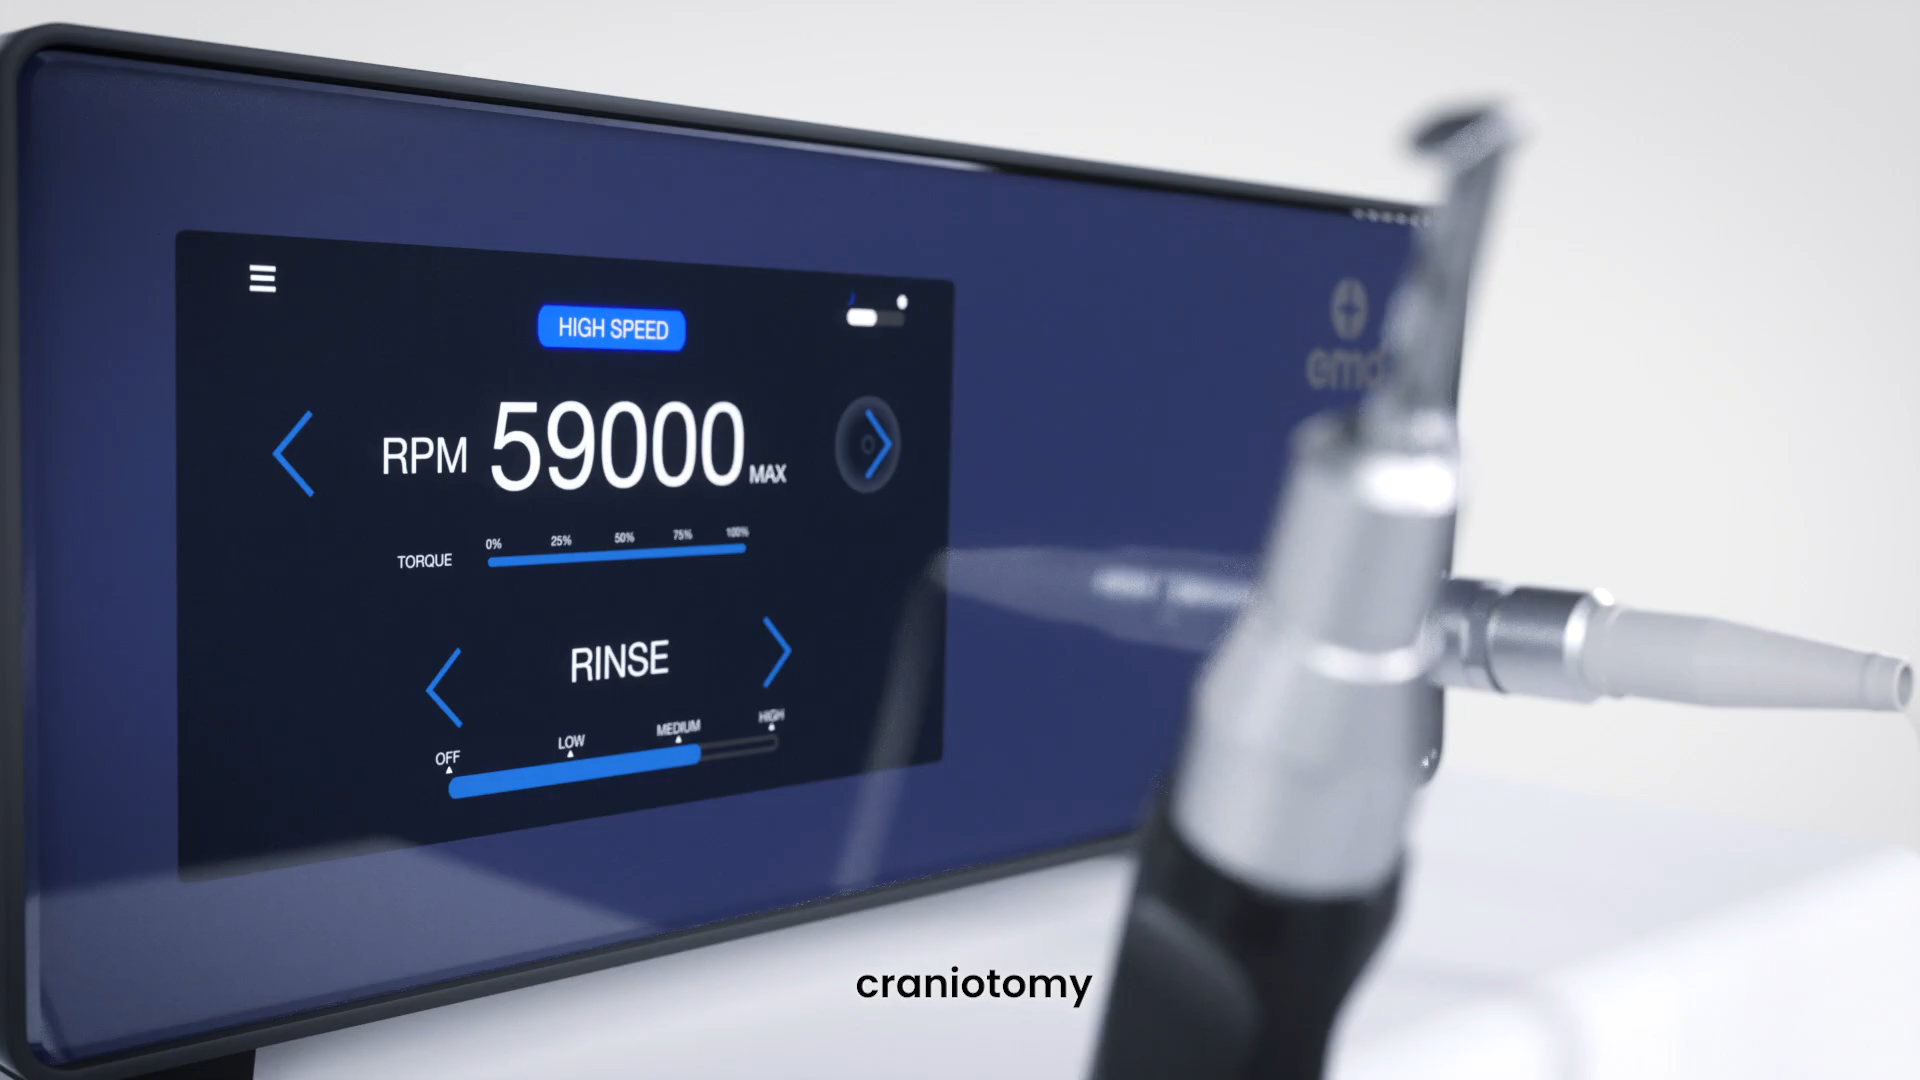 HIGH SPEED
RPM 59000 MAX
0% 25% 50% 75% 100%
TORQUE
RINSE
OFF LOW MEDIUM HIGH
craniotomy